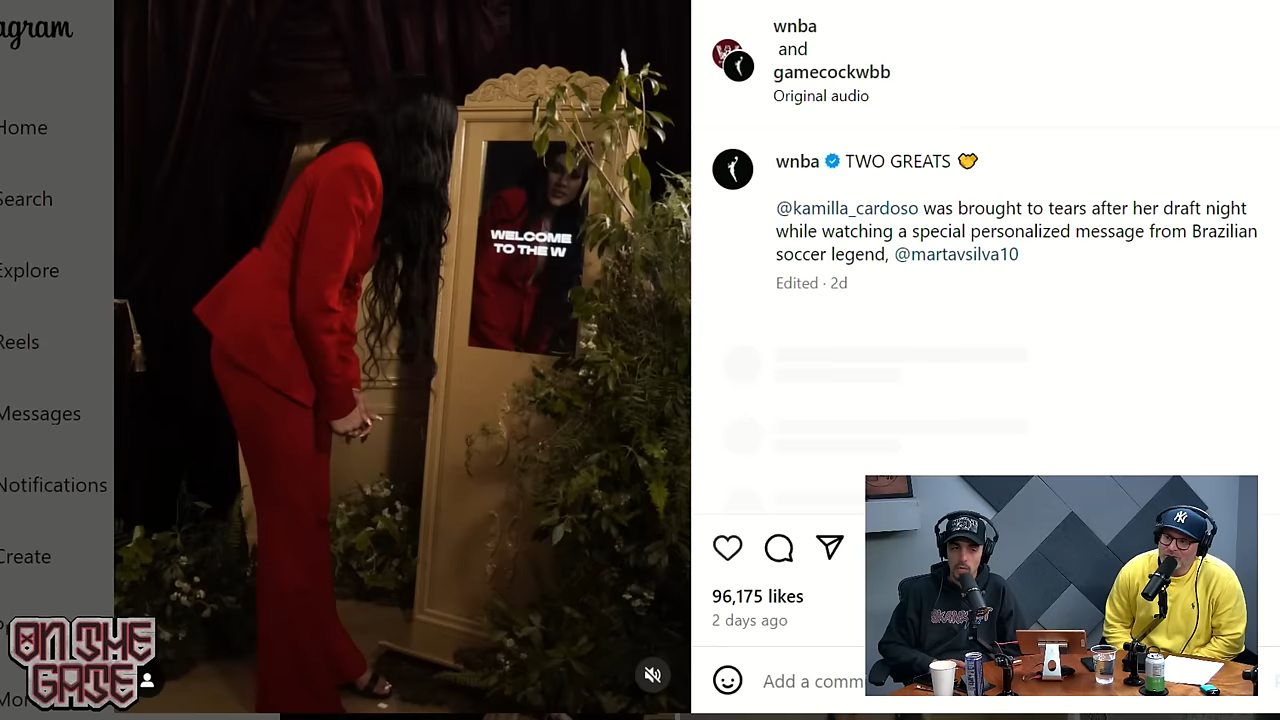 agram
Home
Search
Explore
Reels
Messages
Notifications
Create
WELCOME
TO THE W
ON THE
GATE
wnba
and
gamecockwbb
Original audio
wnba TWO GREATS
@kamilla_cardoso was brought to tears after her draft night
while watching a special personalized message from Brazilian
soccer legend, @martavsilva10
Edited · 2d
96,175 likes
2 days ago
Add a comm